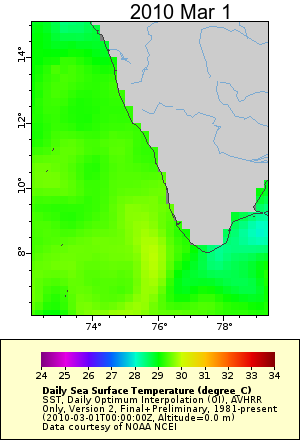 2010 Mar 1
14°
12°
10°
8°
74° 76° 78°
24 25 26 27 28 29 30 31 32 33 34
Daily Sea Surface Temperature (degree_C)
SST, Daily Optimum Interpolation (OI), AVHRR
Only, Version 2, Final+Preliminary, 1981-present
(2010-03-01T00:00:00Z, Altitude=0.0 m)
Data courtesy of NOAA NCEI